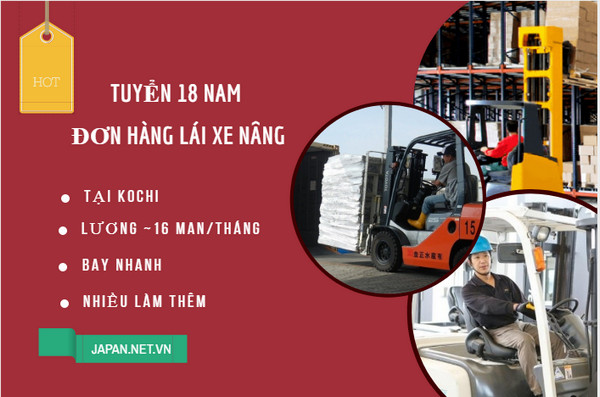 HOT
TUYỂN 18 NAM
ĐƠN HÀNG LÁI XE NÂNG
TẠI KOCHI
LƯƠNG ~16 MAN/THÁNG
BAY NHANH
NHIỀU LÀM THÊM
JAPAN.NET.VN
15